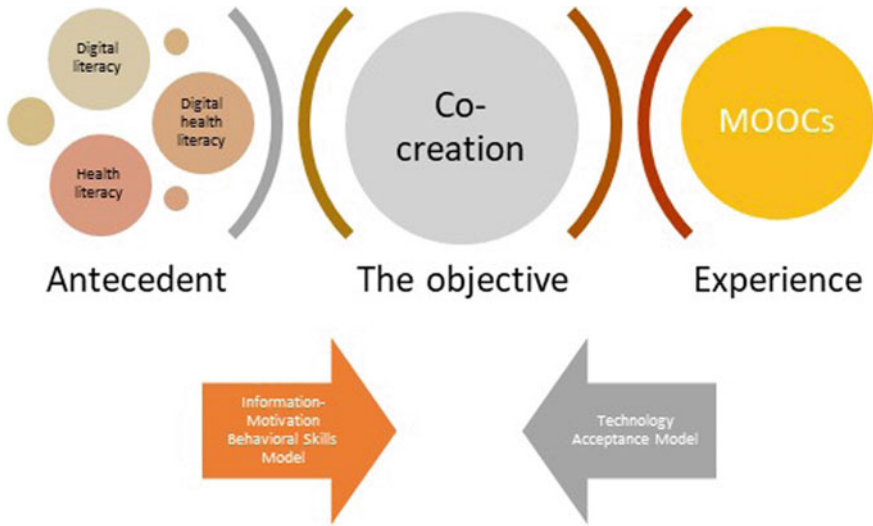 Digital
literacy
Digital
health
literacy
Health
literacy
Co-
creation
MOOCs
Antecedent
The objective
Experience
Information-
Motivation
Behavioral Skills
Model
Technology
Acceptance Model